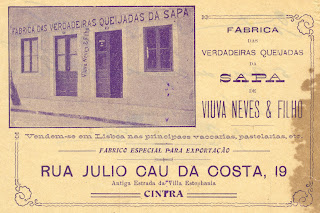 FABRICA DAS VERDADEIRAS QUEIJADAS DA SAPA
FABRICA
DAS
VERDADEIRAS QUEIJADAS
DA
SAPA
DE
VIUVA NEVES & FILHO
Vendem-se em Lisboa nas principaes vaccarias, pastelarias, etc.
FABRICO ESPECIAL PARA EXPORTAÇÃO
RUA JULIO CAU DA COSTA, 19
Antiga Estrada da Villa Estephania
CINTRA